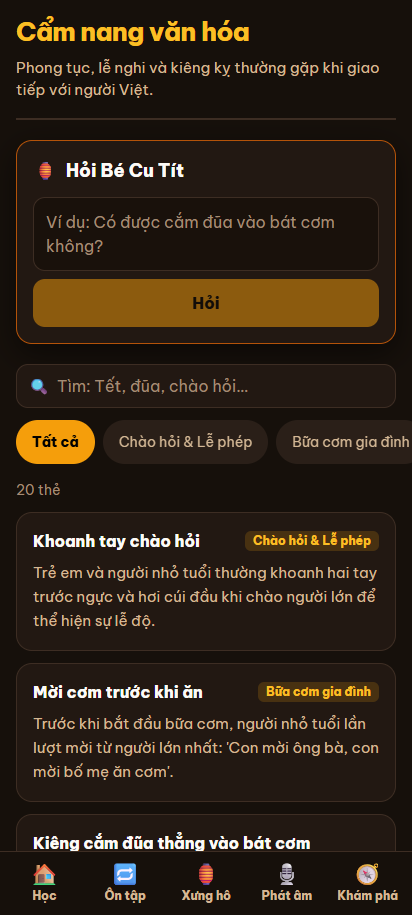 Cẩm nang văn hóa
Phong tục, lễ nghi và kiêng kỵ thường gặp khi giao
tiếp với người Việt.
Hỏi Bé Cu Tít
Ví dụ: Có được cắm đũa vào bát cơm
không?
Hỏi
Tìm: Tết, đũa, chào hỏi...
Tất cả
Chào hỏi & Lễ phép
Bữa cơm gia đình
20 thẻ
Khoanh tay chào hỏi
Chào hỏi & Lễ phép
Trẻ em và người nhỏ tuổi thường khoanh hai tay
trước ngực và hơi cúi đầu khi chào người lớn để
thể hiện sự lễ độ.
Mời cơm trước khi ăn
Bữa cơm gia đình
Trước khi bắt đầu bữa cơm, người nhỏ tuổi lần
lượt mời từ người lớn nhất: 'Con mời ông bà, con
mời bố mẹ ăn cơm'.
Kiêng cắm đũa thẳng vào bát cơm
Học
Ôn tập
Xưng hô
Phát âm
Khám phá